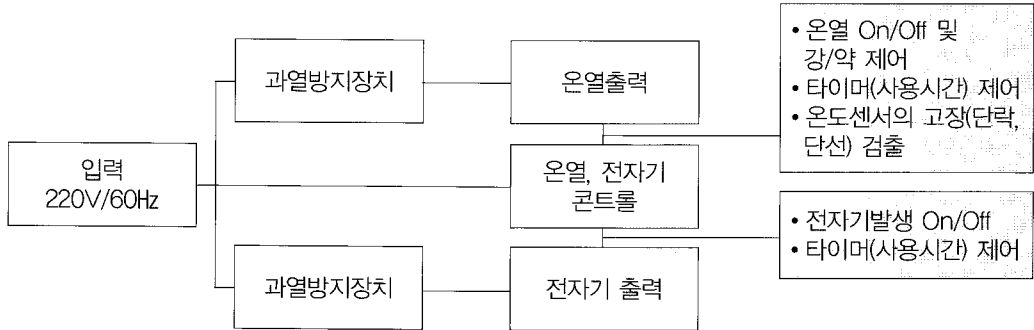 과열방지장치
온열출력
• 온열 On/Off 및
강/약 제어
• 타이머(사용시간) 제어
• 온도센서의 고장(단락,
단선) 검출
입력
220V/60Hz
온열, 전자기
콘트롤
• 전자기발생 On/Off
• 타이머(사용시간) 제어
과열방지장치
전자기 출력